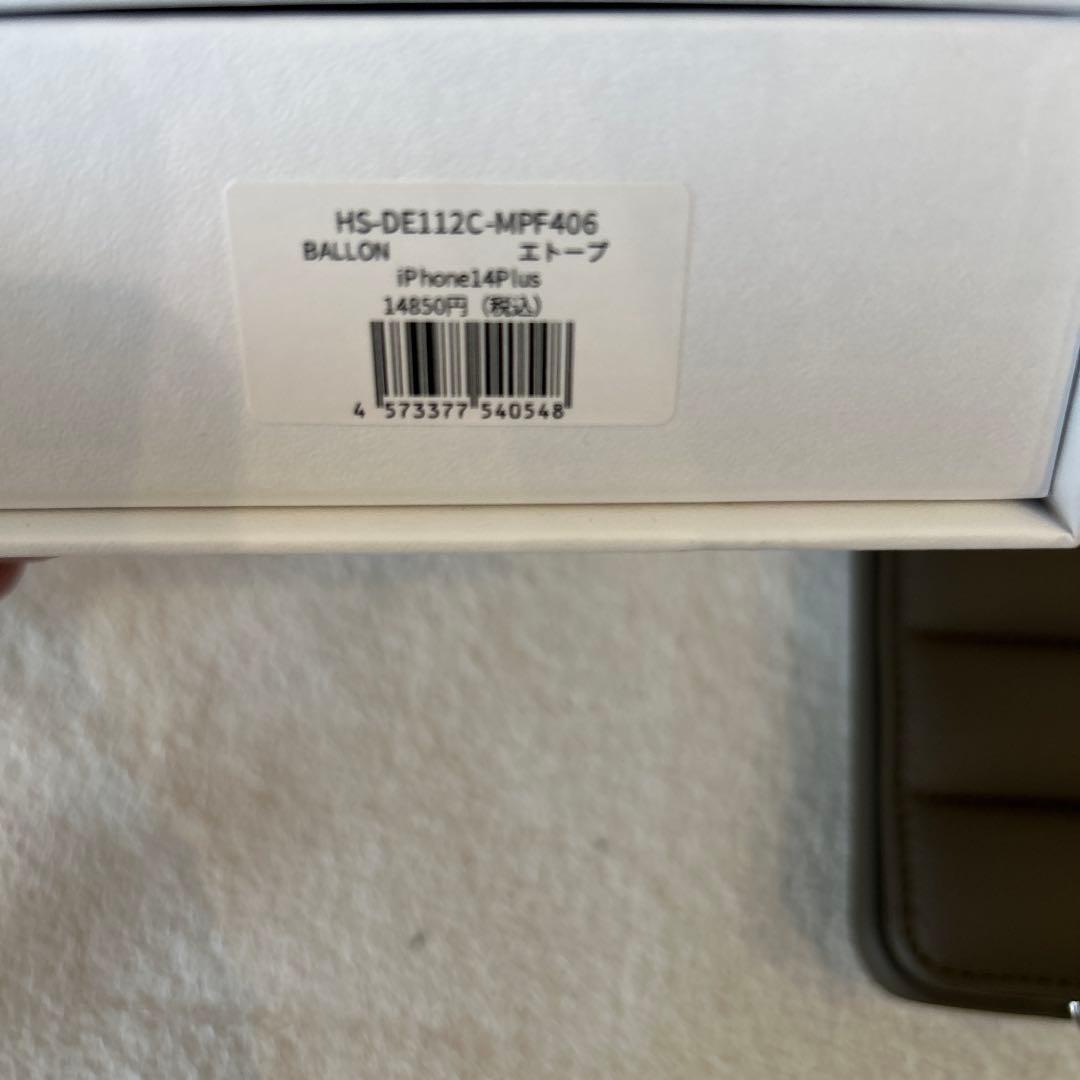 HS-DE112C-MPF406
BALLON エトープ
iPhone14Plus
14850円（税込）
4 573377 540548